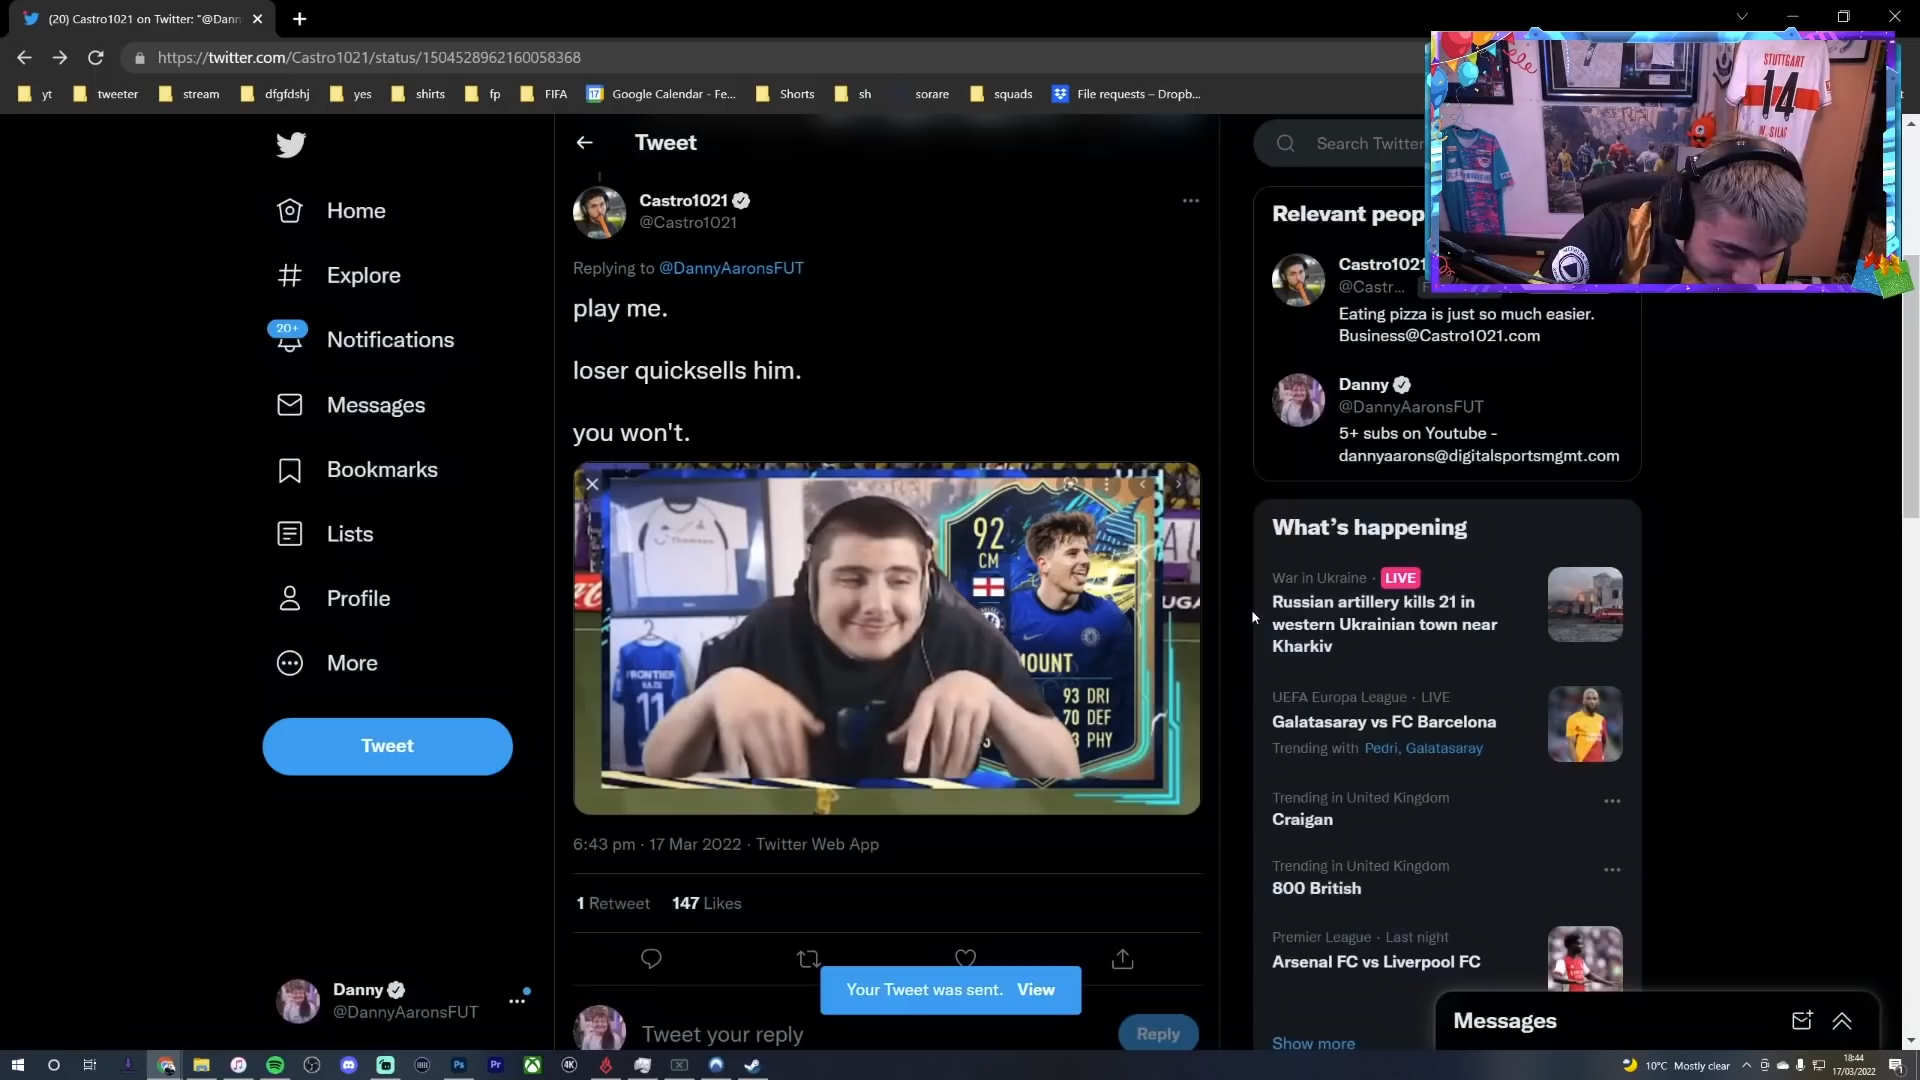 (20) Castro1021 on Twitter: "@Dann
https://twitter.com/Castro1021/status/1504528962160058368
yt tweeter stream dfgfdshj yes shirts fp FIFA Google Calendar - Fe... Shorts sh sorare squads File requests – Dropb...
STUTTGART
14
Tweet
Search Twitter
Castro1021
@Castro1021
Home
Relevant peop
Replying to @DannyAaronsFUT
Explore
Castro1021
@Castr...
play me.
Eating pizza is just so much easier.
Business@Castro1021.com
20+
Notifications
loser quicksells him.
Danny
@DannyAaronsFUT
Messages
you won't.
5+ subs on Youtube -
dannyaarons@digitalsportsmgmt.com
Bookmarks
92
CM
Thomson
MOUNT
93 DRI
70 DEF
3 PHY
FRONTIER
11
What's happening
Lists
War in Ukraine · LIVE
Russian artillery kills 21 in
western Ukrainian town near
Kharkiv
Profile
More
UEFA Europa League · LIVE
Galatasaray vs FC Barcelona
Trending with Pedri, Galatasaray
Tweet
Trending in United Kingdom
Craigan
6:43 pm · 17 Mar 2022 · Twitter Web App
Trending in United Kingdom
800 British
1 Retweet 147 Likes
Premier League · Last night
Arsenal FC vs Liverpool FC
Your Tweet was sent. View
Danny
@DannyAaronsFUT
Tweet your reply
Reply
Messages
Show more
10°C Mostly clear
18:44
17/03/2022